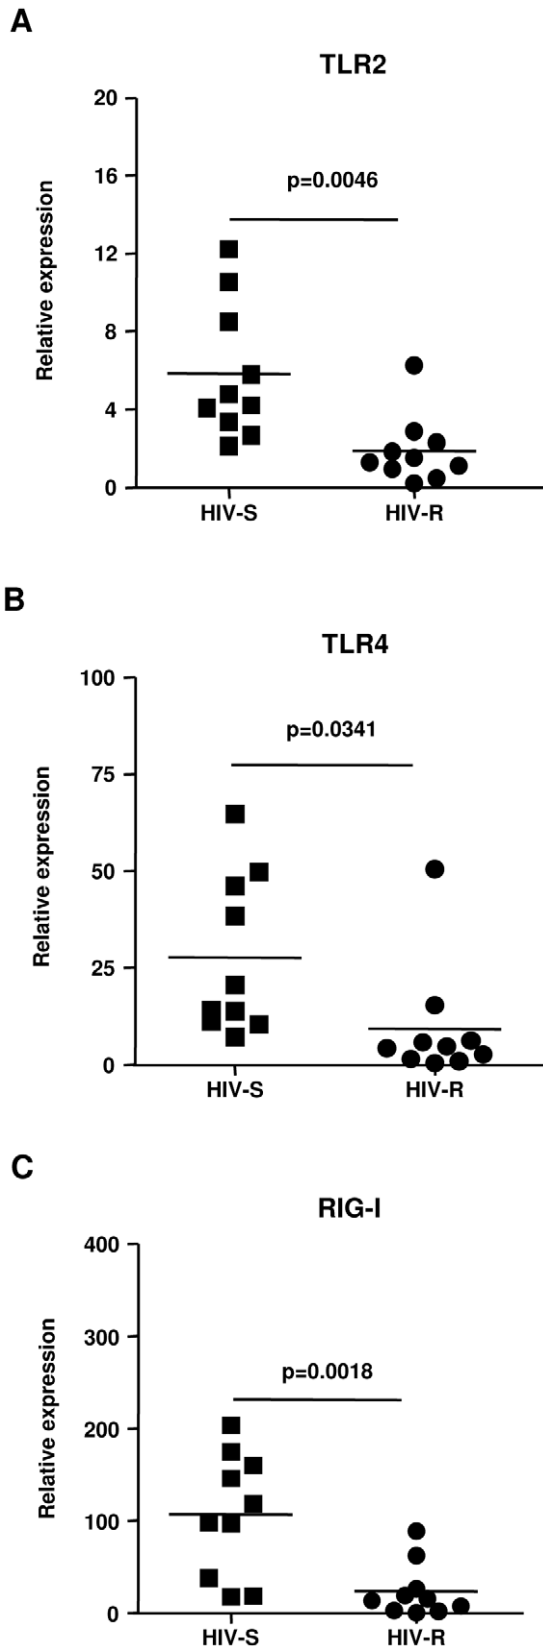 A
TLR2
20
16
12
8
4
0
Relative expression
p=0.0046
HIV-S HIV-R
B
TLR4
100
75
50
25
0
Relative expression
p=0.0341
HIV-S HIV-R
C
RIG-I
400
300
200
100
0
Relative expression
p=0.0018
HIV-S HIV-R